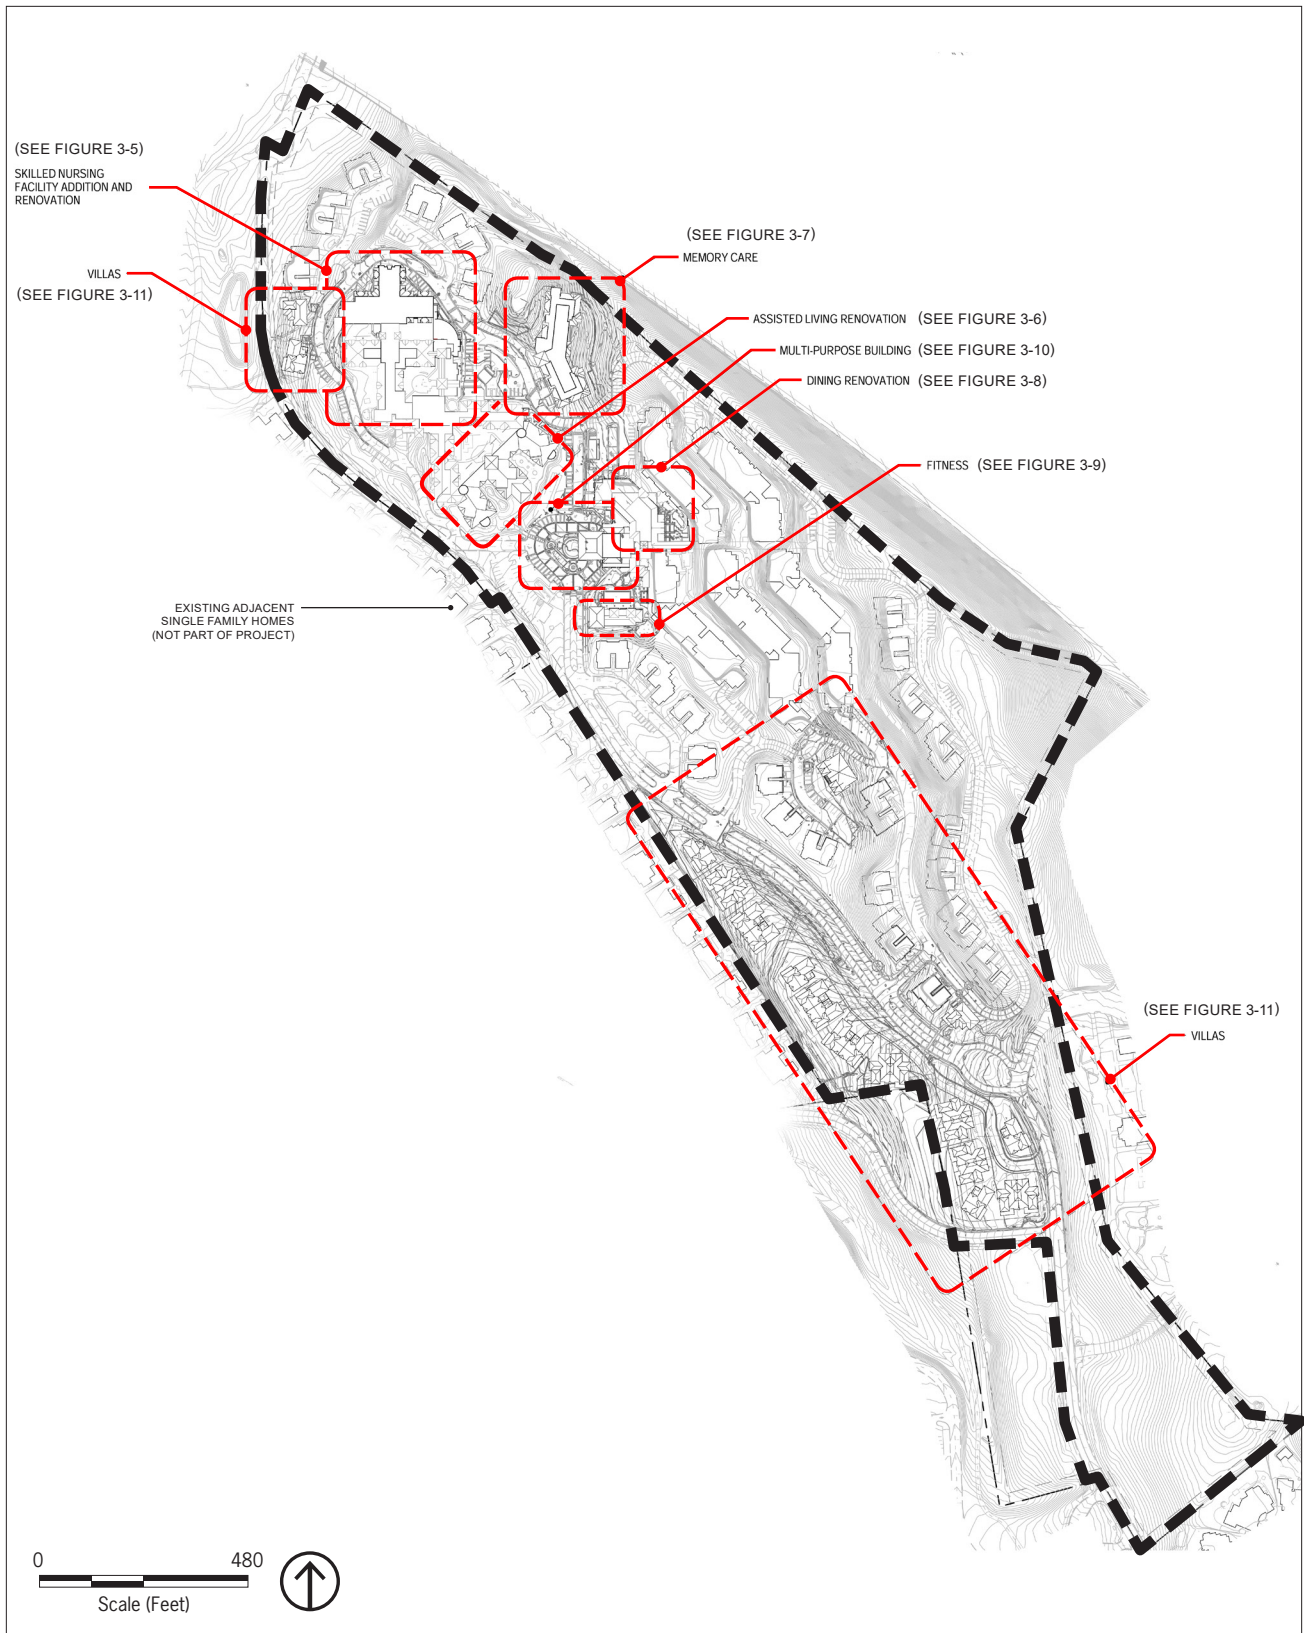 (SEE FIGURE 3-5)
SKILLED NURSING
FACILITY ADDITION AND
RENOVATION
VILLAS
(SEE FIGURE 3-11)
(SEE FIGURE 3-7)
MEMORY CARE
ASSISTED LIVING RENOVATION (SEE FIGURE 3-6)
MULTI-PURPOSE BUILDING (SEE FIGURE 3-10)
DINING RENOVATION (SEE FIGURE 3-8)
FITNESS (SEE FIGURE 3-9)
EXISTING ADJACENT
SINGLE FAMILY HOMES
(NOT PART OF PROJECT)
(SEE FIGURE 3-11)
VILLAS
0 480
Scale (Feet)